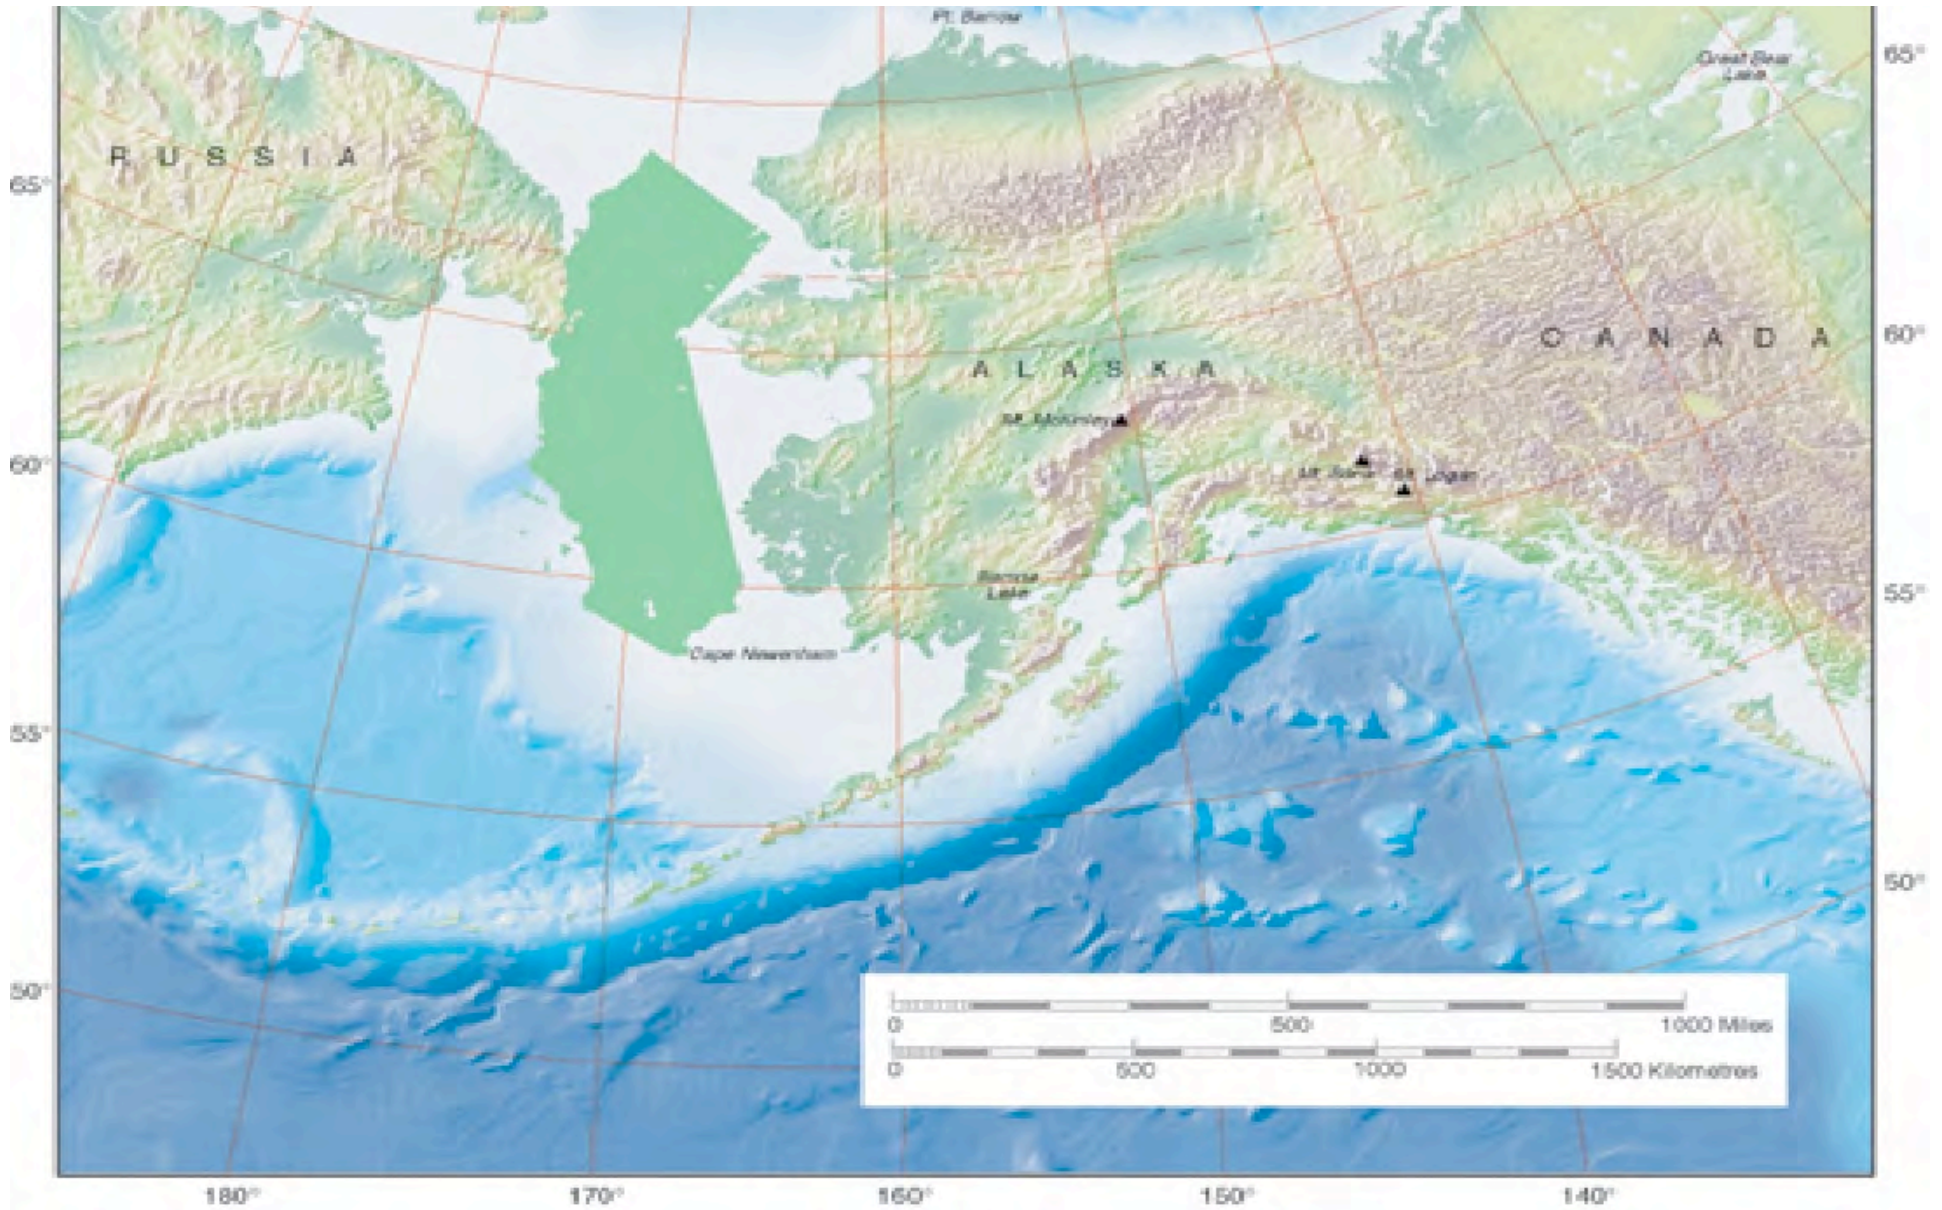 Pt. Barrow
Great Bear
Lake
65°
65°
R U S S I A
C A N A D A
60°
A L A S K A
Mt. McKinley
60°
Mt. Logan
55°
Lake
Cape Newenham
55°
50°
50°
0 500 1000 Miles
0 500 1000 1500 Kilometres
180° 170° 160° 150° 140°